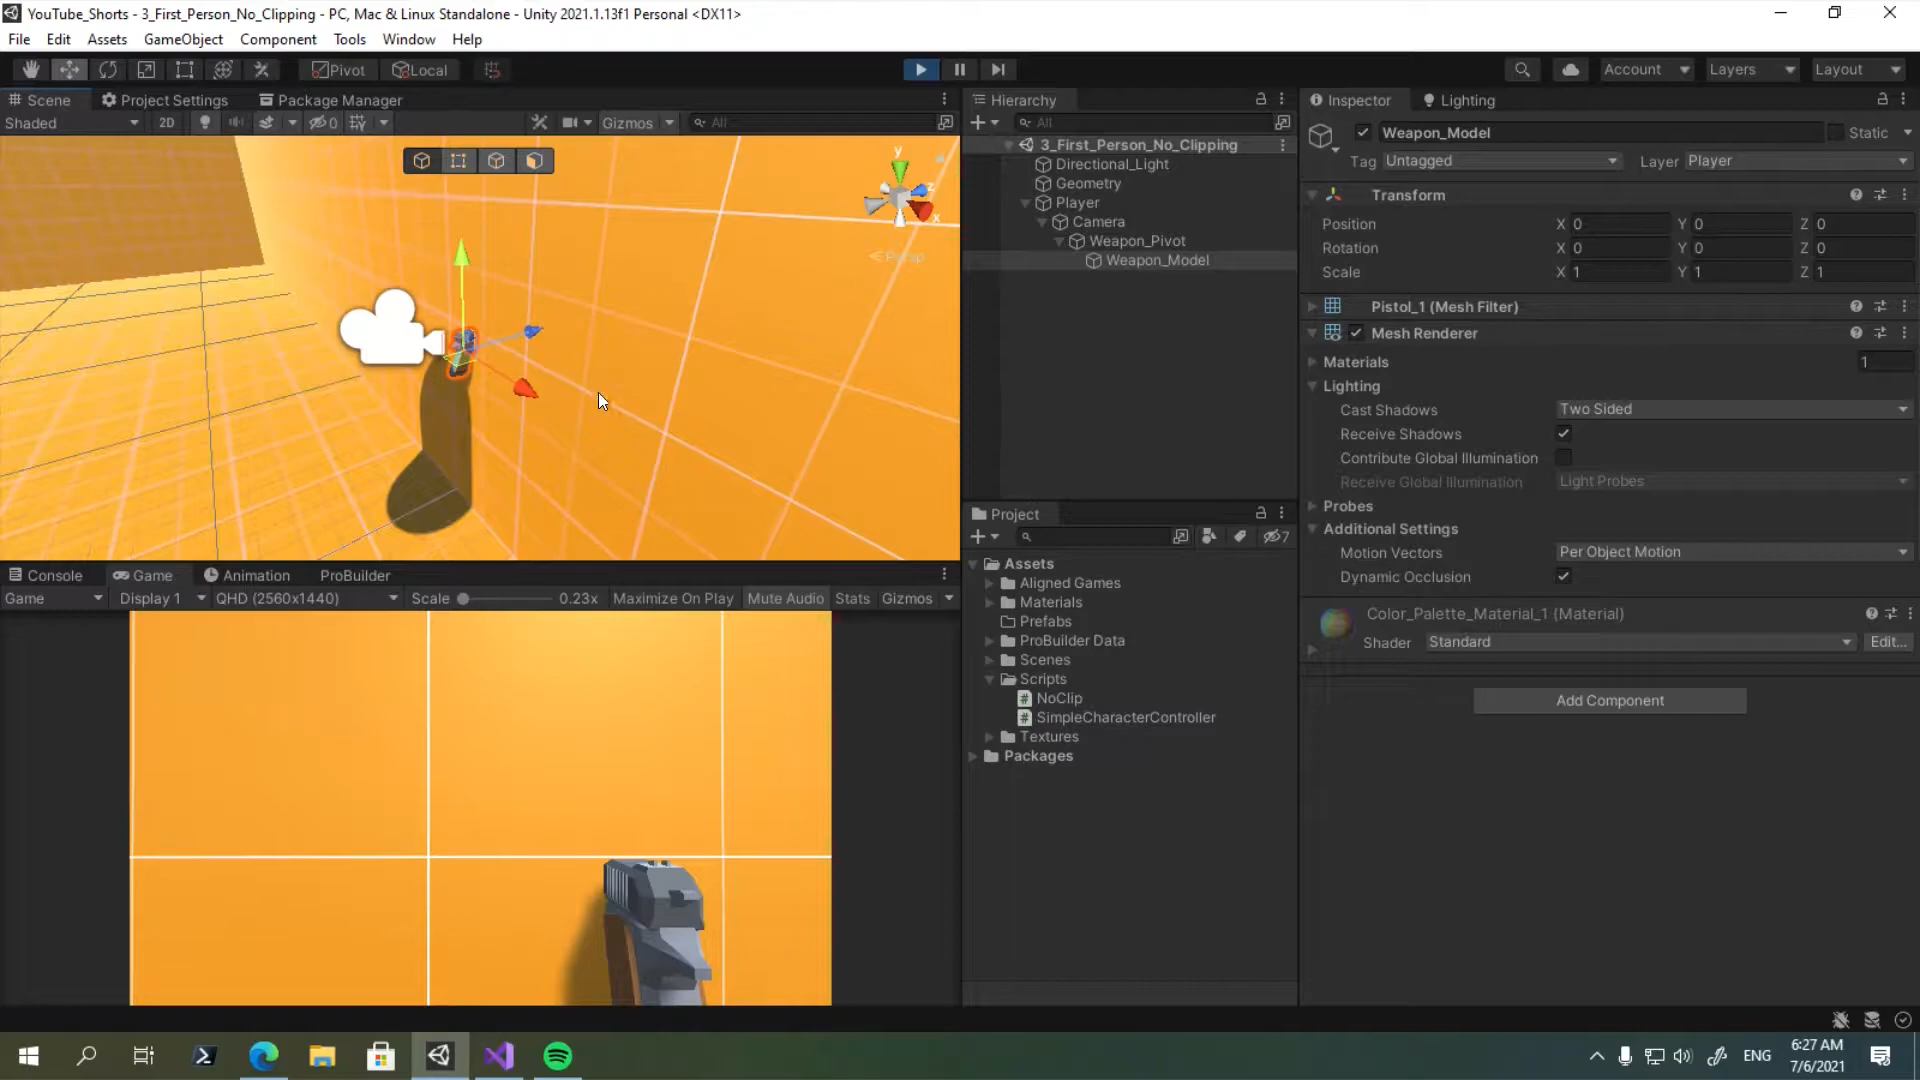 YouTube_Shorts - 3_First_Person_No_Clipping - PC, Mac & Linux Standalone - Unity 2021.1.13f1 Personal <DX11>
File Edit Assets GameObject Component Tools Window Help
Pivot Local Account Layers Layout
Scene Project Settings Package Manager
Shaded 2D 0 Gizmos All
y
z
x
Persp
Console Game Animation ProBuilder
Game Display 1 QHD (2560x1440) Scale 0.23x Maximize On Play Mute Audio Stats Gizmos
Hierarchy
All
3_First_Person_No_Clipping
Directional_Light
Geometry
Player
Camera
Weapon_Pivot
Weapon_Model
Project
7
Assets
Aligned Games
Materials
Prefabs
ProBuilder Data
Scenes
Scripts
NoClip
SimpleCharacterController
Textures
Packages
Inspector Lighting
Weapon_Model Static
Tag Untagged Layer Player
Transform
Position X 0 Y 0 Z 0
Rotation X 0 Y 0 Z 0
Scale X 1 Y 1 Z 1
Pistol_1 (Mesh Filter)
Mesh Renderer
Materials 1
Lighting
Cast Shadows Two Sided
Receive Shadows
Contribute Global Illumination
Receive Global Illumination Light Probes
Probes
Additional Settings
Motion Vectors Per Object Motion
Dynamic Occlusion
Color_Palette_Material_1 (Material)
Shader Standard Edit...
Add Component
ENG
6:27 AM
7/6/2021